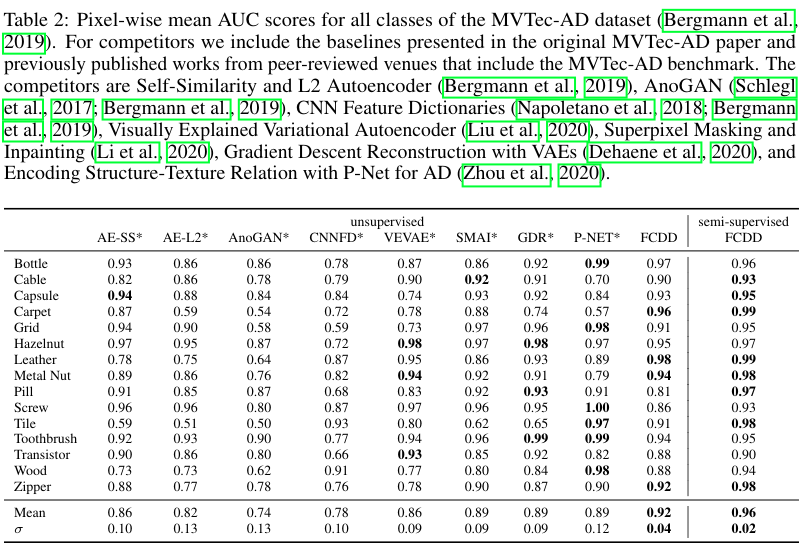 Table 2: Pixel-wise mean AUC scores for all classes of the MVTec-AD dataset (Bergmann et al.,
2019). For competitors we include the baselines presented in the original MVTec-AD paper and
previously published works from peer-reviewed venues that include the MVTec-AD benchmark. The
competitors are Self-Similarity and L2 Autoencoder (Bergmann et al., 2019), AnoGAN (Schlegl
et al., 2017; Bergmann et al., 2019), CNN Feature Dictionaries (Napoletano et al., 2018; Bergmann
et al., 2019), Visually Explained Variational Autoencoder (Liu et al., 2020), Superpixel Masking and
Inpainting (Li et al., 2020), Gradient Descent Reconstruction with VAEs (Dehaene et al., 2020), and
Encoding Structure-Texture Relation with P-Net for AD (Zhou et al., 2020).
unsupervised semi-supervised
AE-SS* AE-L2* AnoGAN* CNNFD* VEVAE* SMAI* GDR* P-NET* FCDD FCDD
Bottle 0.93 0.86 0.86 0.78 0.87 0.86 0.92 0.99 0.97 0.96
Cable 0.82 0.86 0.78 0.79 0.90 0.92 0.91 0.70 0.90 0.93
Capsule 0.94 0.88 0.84 0.84 0.74 0.93 0.92 0.84 0.93 0.95
Carpet 0.87 0.59 0.54 0.72 0.78 0.88 0.74 0.57 0.96 0.99
Grid 0.94 0.90 0.58 0.59 0.73 0.97 0.96 0.98 0.91 0.95
Hazelnut 0.97 0.95 0.87 0.72 0.98 0.97 0.98 0.97 0.95 0.97
Leather 0.78 0.75 0.64 0.87 0.95 0.86 0.93 0.89 0.98 0.99
Metal Nut 0.89 0.86 0.76 0.82 0.94 0.92 0.91 0.79 0.94 0.98
Pill 0.91 0.85 0.87 0.68 0.83 0.92 0.93 0.91 0.81 0.97
Screw 0.96 0.96 0.80 0.87 0.97 0.96 0.95 1.00 0.86 0.93
Tile 0.59 0.51 0.50 0.93 0.80 0.62 0.65 0.97 0.91 0.98
Toothbrush 0.92 0.93 0.90 0.77 0.94 0.96 0.99 0.99 0.94 0.95
Transistor 0.90 0.86 0.80 0.66 0.93 0.85 0.92 0.82 0.88 0.90
Wood 0.73 0.73 0.62 0.91 0.77 0.80 0.84 0.98 0.88 0.94
Zipper 0.88 0.77 0.78 0.76 0.78 0.90 0.87 0.90 0.92 0.98
Mean 0.86 0.82 0.74 0.78 0.86 0.89 0.89 0.89 0.92 0.96
σ 0.10 0.13 0.13 0.10 0.09 0.09 0.09 0.12 0.04 0.02